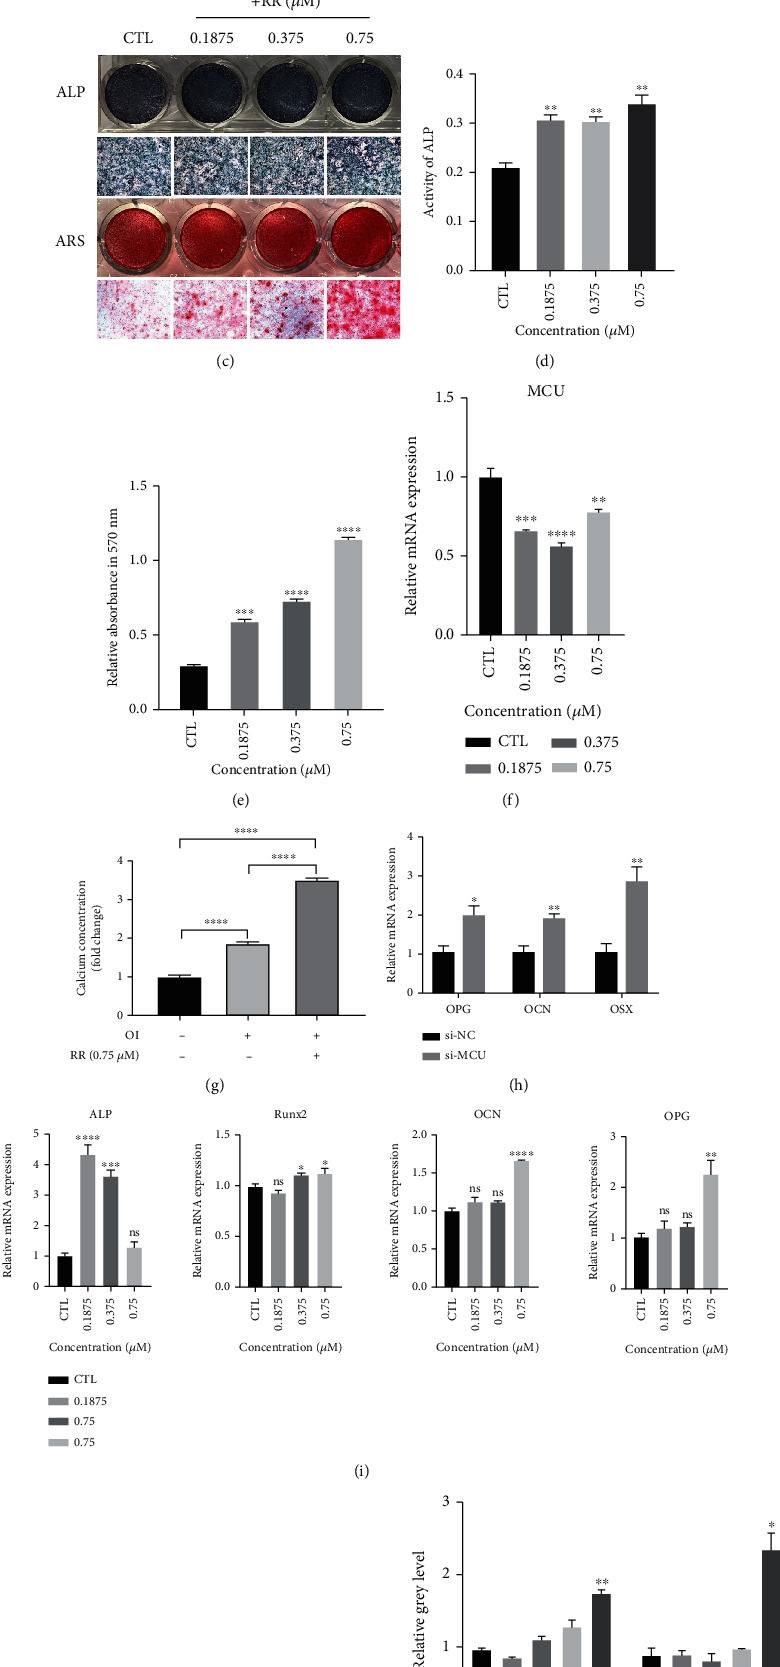 +RR (μM)
CTL 0.1875 0.375 0.75
ALP
ARS
(c)
0.4
0.3
0.2
0.1
0.0
Activity of ALP
** ** **
CTL 0.1875 0.375 0.75
Concentration (μM)
(d)
1.5
1.0
0.5
0.0
Relative absorbance in 570 nm
*** **** ****
CTL 0.1875 0.375 0.75
Concentration (μM)
(e)
MCU
1.5
1.0
0.5
0.0
Relative mRNA expression
*** **** **
CTL 0.1875 0.375 0.75
Concentration (μM)
CTL 0.375
0.1875 0.75
(f)
4
3
2
1
0
Calcium concentration
(fold change)
****
****
****
OI – + +
RR (0.75 μM) – – +
(g)
4
3
2
1
0
Relative mRNA expression
* ** **
OPG OCN OSX
si-NC
si-MCU
(h)
ALP
5
4
3
2
1
0
Relative mRNA expression
**** *** ns
CTL 0.1875 0.375 0.75
Concentration (μM)
CTL
0.1875
0.75
0.75
Runx2
1.5
1.0
0.5
0.0
Relative mRNA expression
ns * *
CTL 0.1875 0.375 0.75
Concentration (μM)
OCN
2.0
1.5
1.0
0.5
0.0
Relative mRNA expression
ns ns ****
CTL 0.1875 0.375 0.75
Concentration (μM)
OPG
3
2
1
0
Relative mRNA expression
ns ns **
CTL 0.1875 0.375 0.75
Concentration (μM)
(i)
3
2
1
Relative grey level
** *